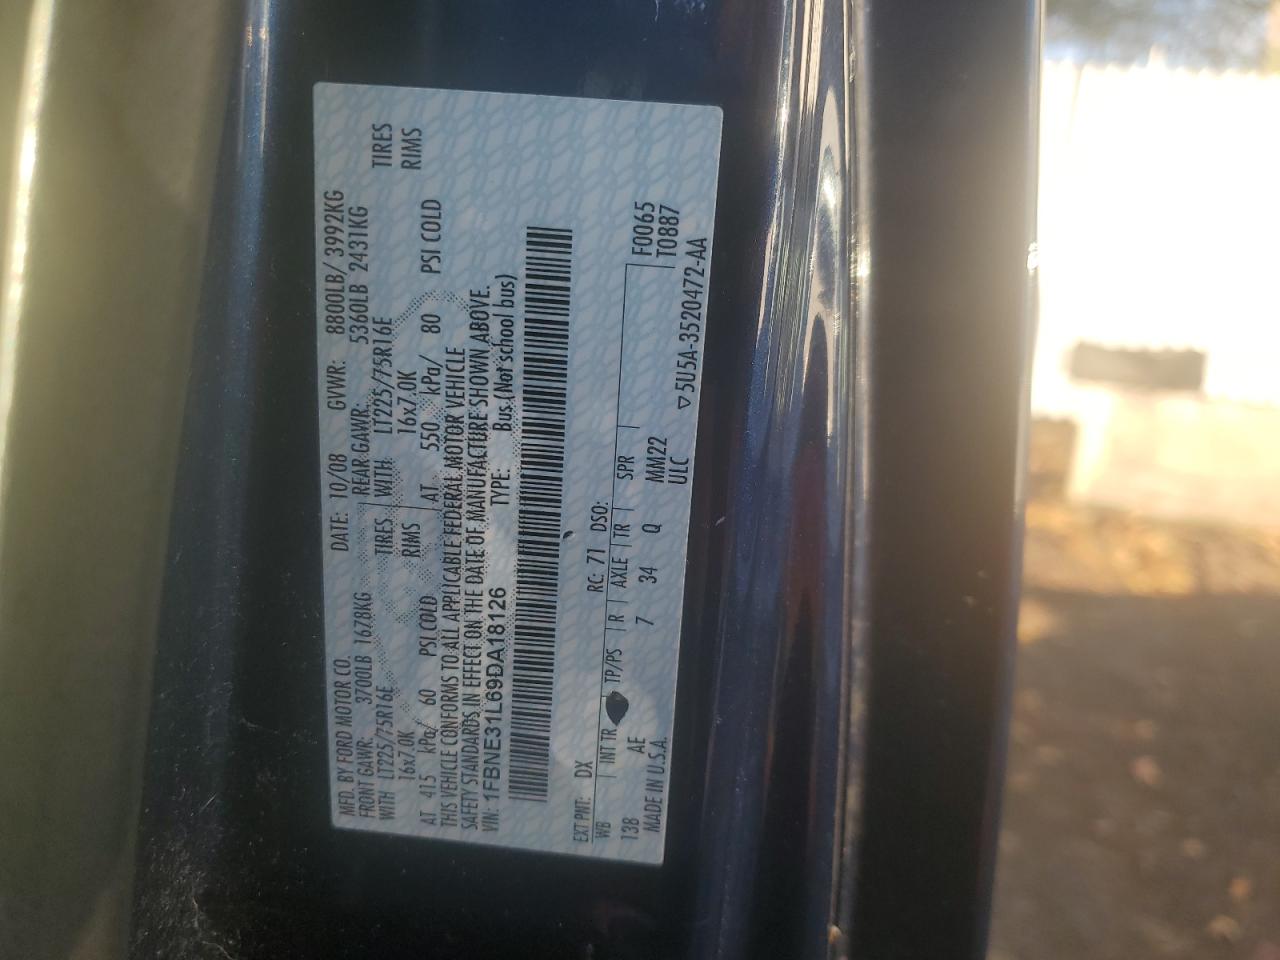 MFD. BY FORD MOTOR CO. DATE: 10/08 GVWR: 8800LB/ 3992KG
FRONT GAWR: 3700LB 1678KG REAR GAWR: 5360LB 2431KG
WITH LT225/75R16E TIRES WITH LT225/75R16E TIRES
16x7.0K RIMS 16x7.0K RIMS
AT 415 kPa/ 60 PSI COLD AT 550 kPa/ 80 PSI COLD
THIS VEHICLE CONFORMS TO ALL APPLICABLE FEDERAL MOTOR VEHICLE
SAFETY STANDARDS IN EFFECT ON THE DATE OF MANUFACTURE SHOWN ABOVE.
VIN: 1FBNE31L69DA18126 TYPE: Bus (Not school bus)
EXT PNT: DX RC: 71 DSO:
WB INT TR TP/PS R AXLE TR SPR F0065
138 AE 7 34 Q MM22 T0887
MADE IN U.S.A. ULC ▽5U5A-3520472-AA